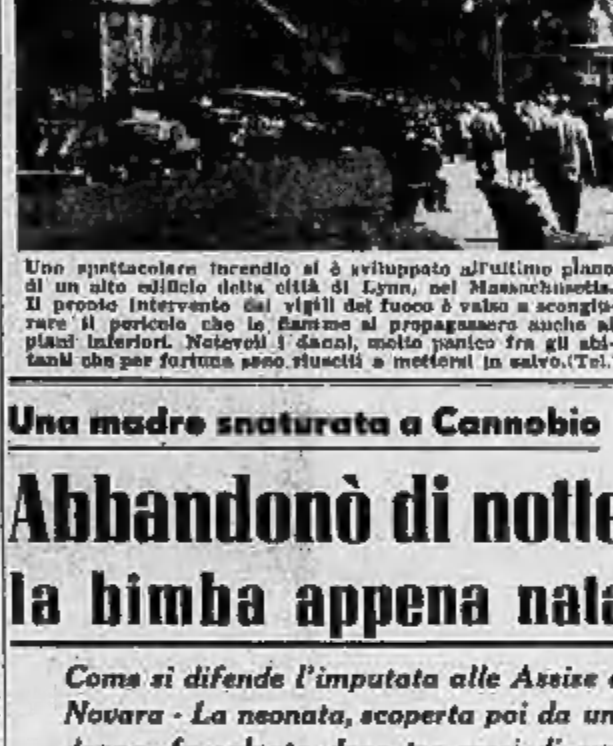 Uno spettacolare incendio si è sviluppato all'ultimo piano
di un alto edificio della città di Lynn, nel Massachusetts.
Il pronto intervento dei vigili del fuoco è valso a scongiu-
rare il pericolo che le fiamme si propagassero anche ai
piani inferiori. Notevoli i danni, molto panico fra gli abi-
tanti che per fortuna sono riusciti a mettersi in salvo. (Tel.
Una madre snaturata a Cannobio
Abbandonò di notte
la bimba appena nata
Come si difende l'imputata alle Assise
Novara - La neonata, scoperta poi da un